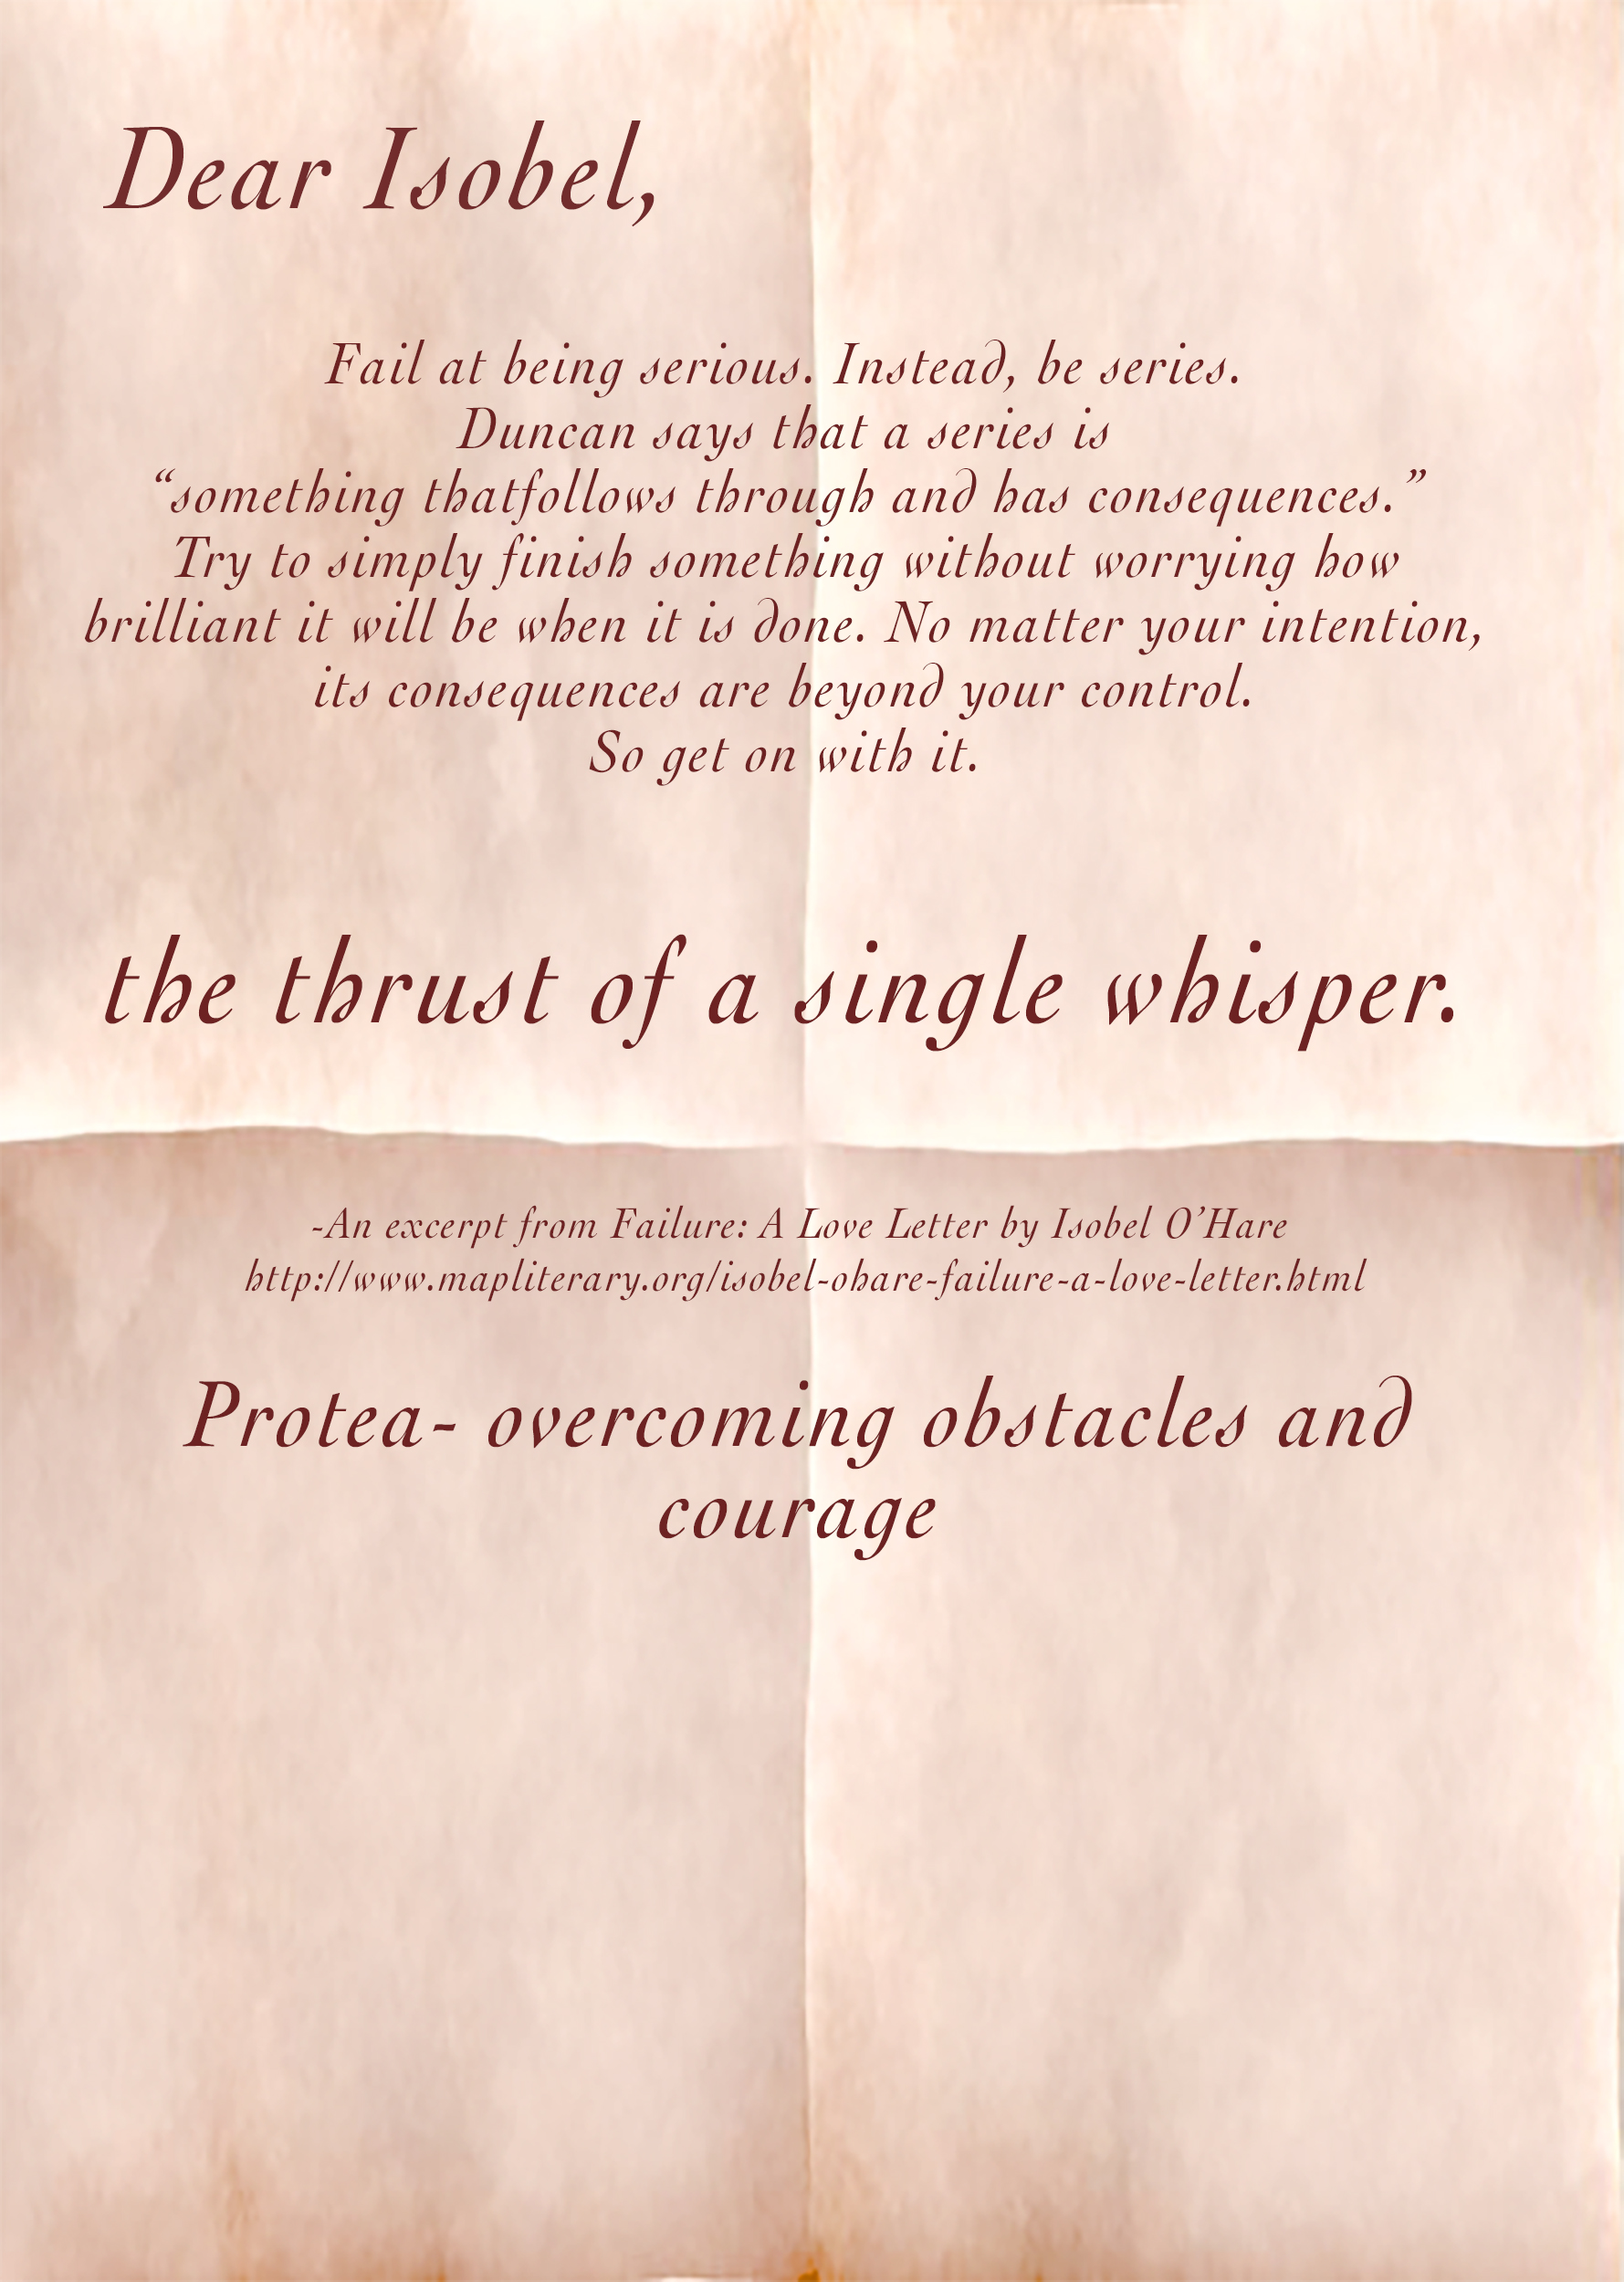 Dear Isobel,
Fail at being serious. Instead, be series.
Duncan says that a series is
“something thatfollows through and has consequences.”
Try to simply finish something without worrying how
brilliant it will be when it is done. No matter your intention,
its consequences are beyond your control.
So get on with it.
the thrust of a single whisper.
-An excerpt from Failure: A Love Letter by Isobel O’Hare
http://www.mapliterary.org/isobel-ohare-failure-a-love-letter.html
Protea- overcoming obstacles and
courage